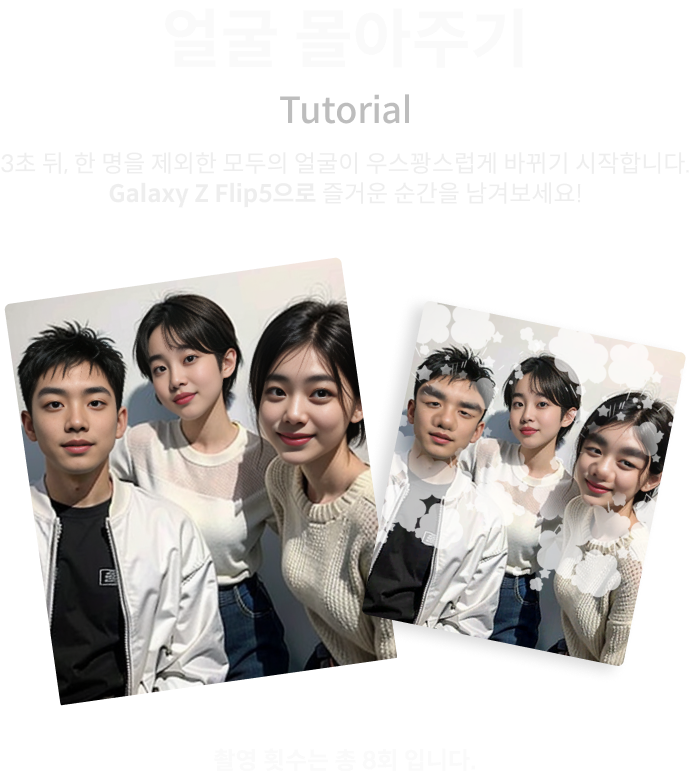 얼굴 몰아주기
Tutorial
3초 뒤, 한 명을 제외한 모두의 얼굴이 우스꽝스럽게 바뀌기 시작합니다.
Galaxy Z Flip5으로 즐거운 순간을 남겨보세요!
촬영 횟수는 총 8회 입니다.